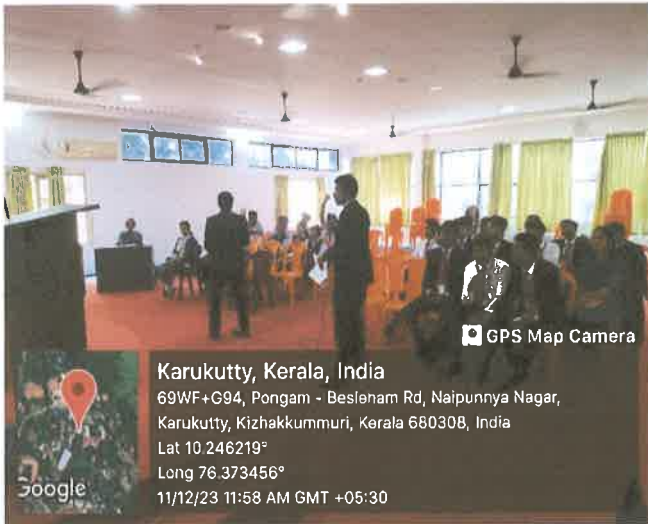 GPS Map Camera
Karukutty, Kerala, India
69WF+G94, Pongam - Besleham Rd, Naipunnya Nagar,
Karukutty, Kizhakkummuri, Kerala 680308, India
Lat 10.246219°
Long 76.373456°
11/12/23 11:58 AM GMT +05:30
Google